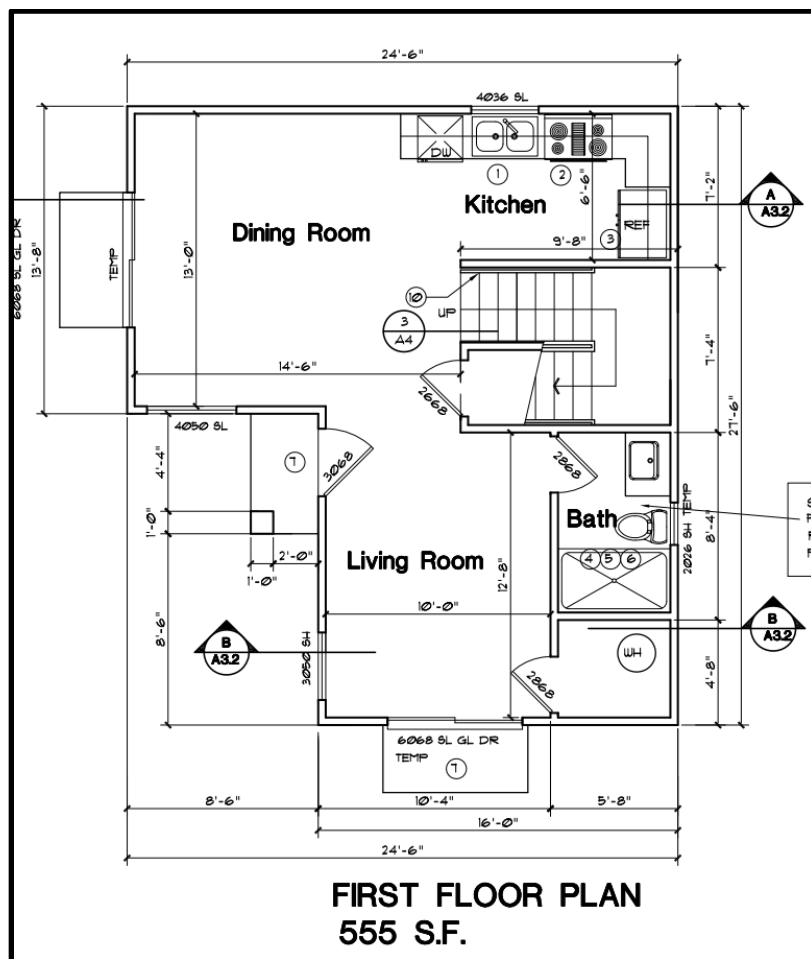 24'-6"
4036 SL
DW
1
2
6'-6"
7'-2"
A
A3.2
Kitchen
Dining Room
3
REF
9'-8"
6068 SL GL DR
13'-8"
TEMP
13'-0"
10
UP
3
A4
14'-6"
2668
7'-4"
27'-6"
4050 SL
4'-4"
7
3068
2868
1'-0"
2'-0"
1'-0"
Bath
2026 SH TEMP
8'-4"
4 5 6
Living Room
12'-8"
10'-0"
8'-6"
B
A3.2
3050 SH
B
A3.2
WH
2868
4'-8"
6068 SL GL DR
TEMP
7
8'-6"
10'-4"
5'-8"
16'-0"
24'-6"
FIRST FLOOR PLAN
555 S.F.